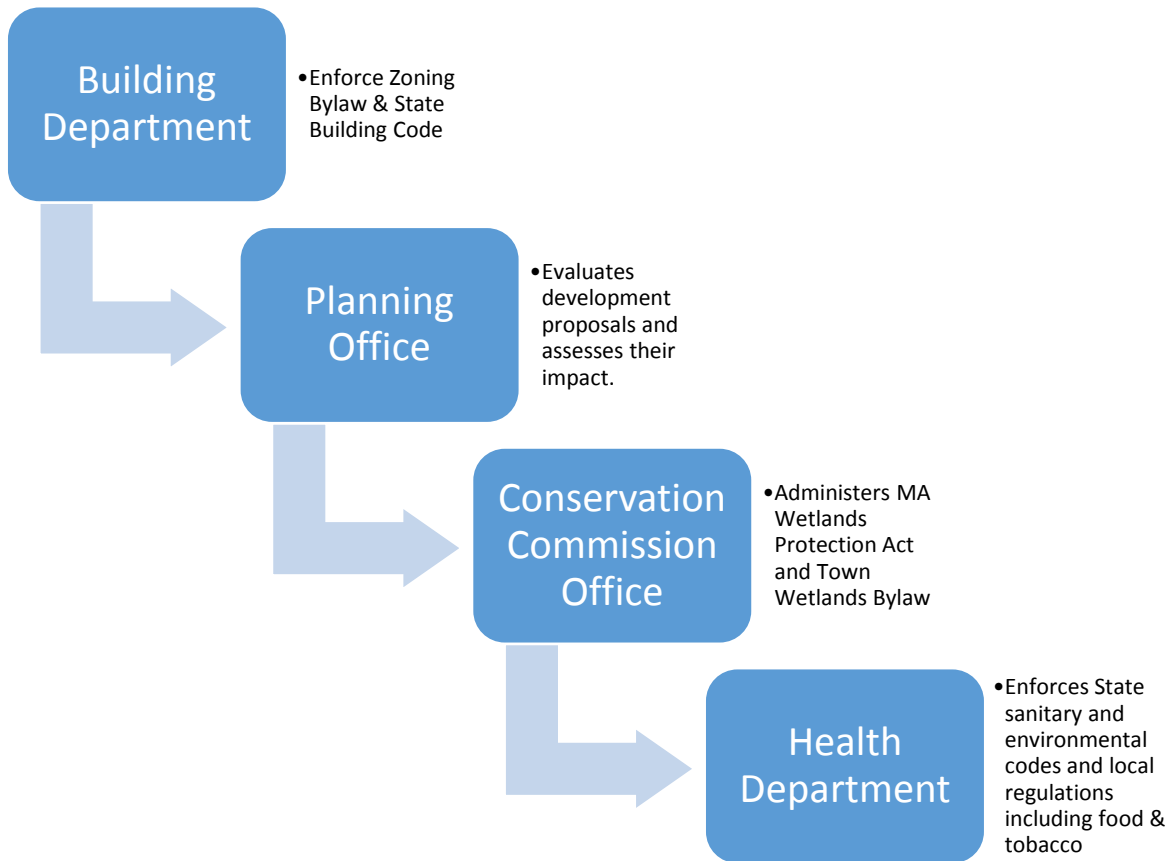 Building
Department
•Enforce Zoning
Bylaw & State
Building Code
Planning
Office
•Evaluates
development
proposals and
assesses their
impact.
Conservation
Commission
Office
•Administers MA
Wetlands
Protection Act
and Town
Wetlands Bylaw
Health
Department
•Enforces State
sanitary and
environmental
codes and local
regulations
including food &
tobacco